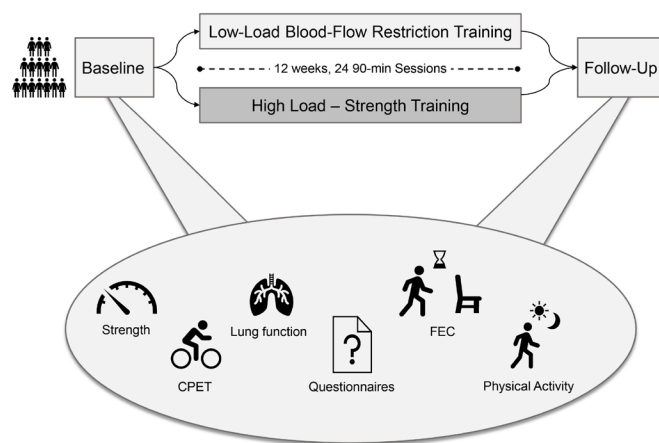 Low-Load Blood-Flow Restriction Training
Baseline
12 weeks, 24 90-min Sessions
Follow-Up
High Load – Strength Training
Strength
Lung function
FEC
CPET
?
Questionnaires
Physical Activity